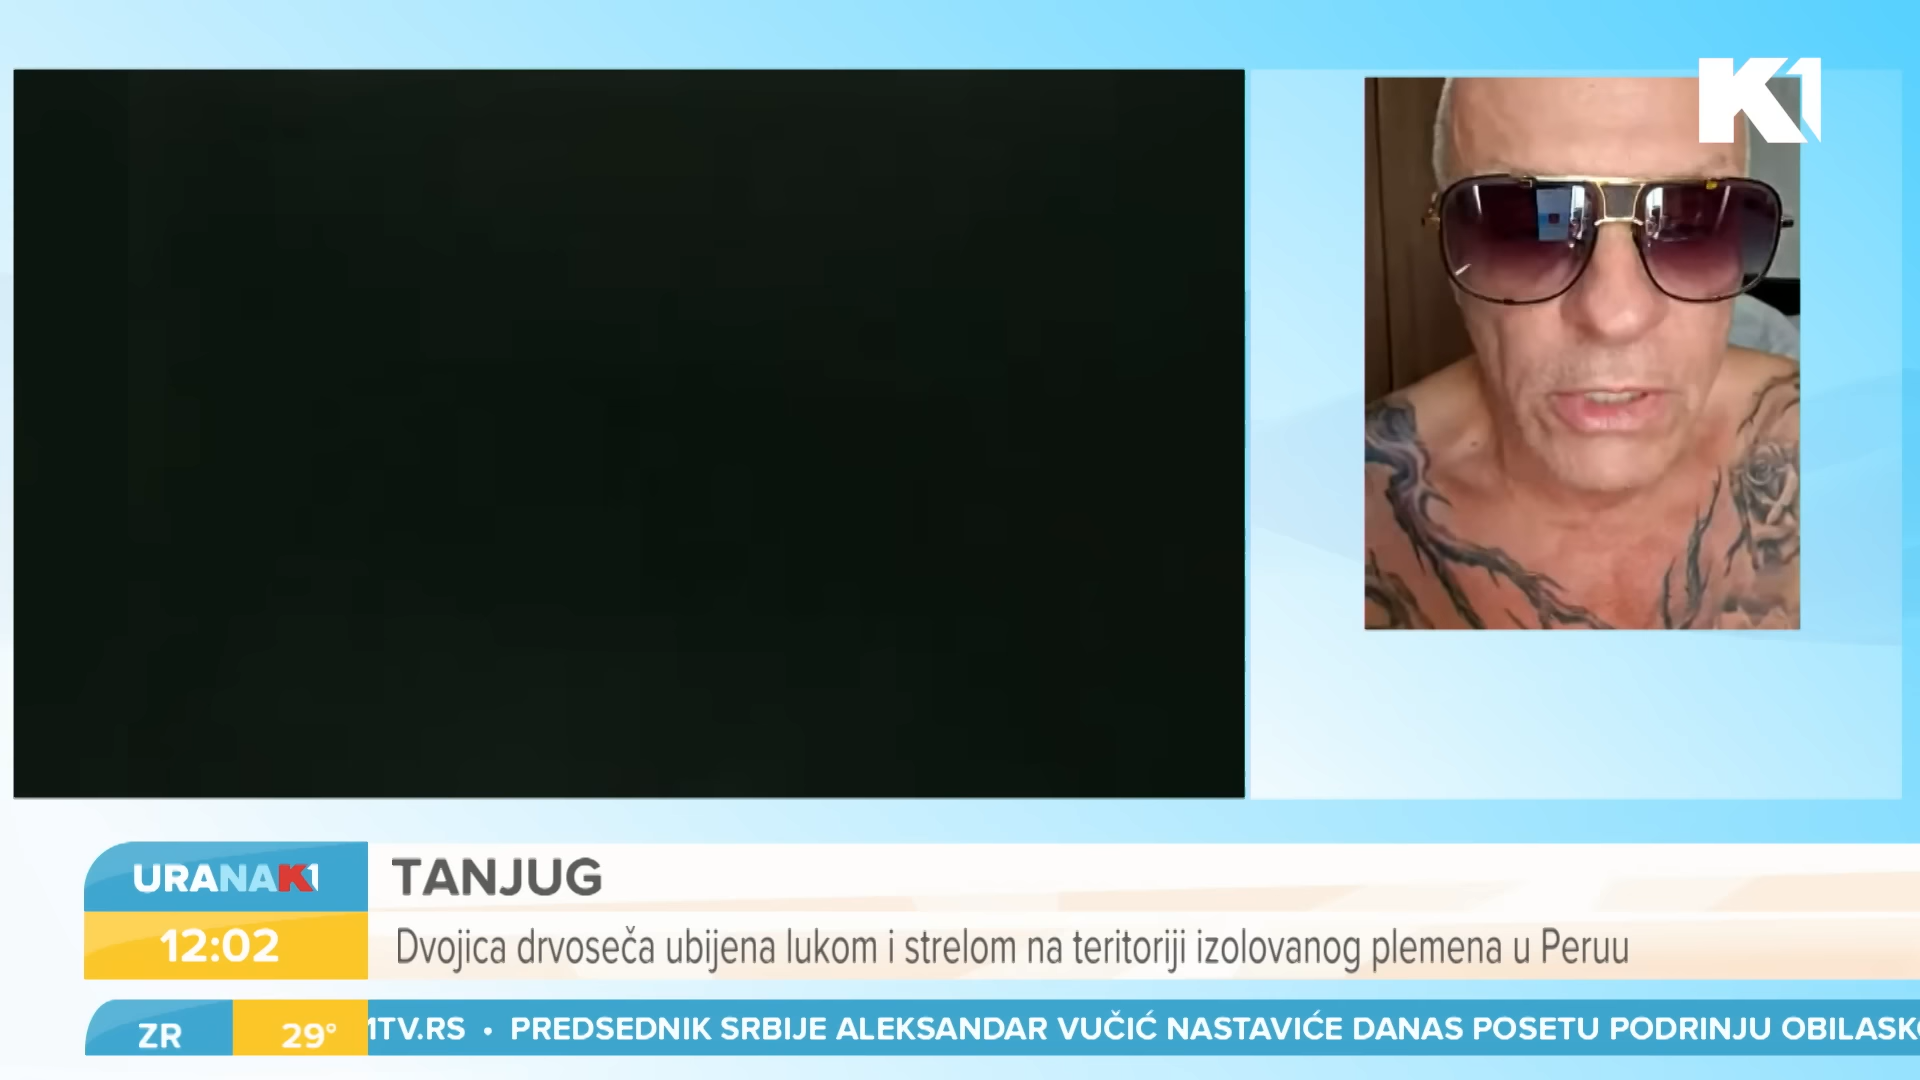 K1
URANAK1
TANJUG
12:02
Dvojica drvoseča ubijena lukom i strelom na teritoriji izolovanog plemena u Peruu
ZR
29°
1TV.RS • PREDSEDNIK SRBIJE ALEKSANDAR VUČIĆ NASTAVIĆE DANAS POSETU PODRINJU